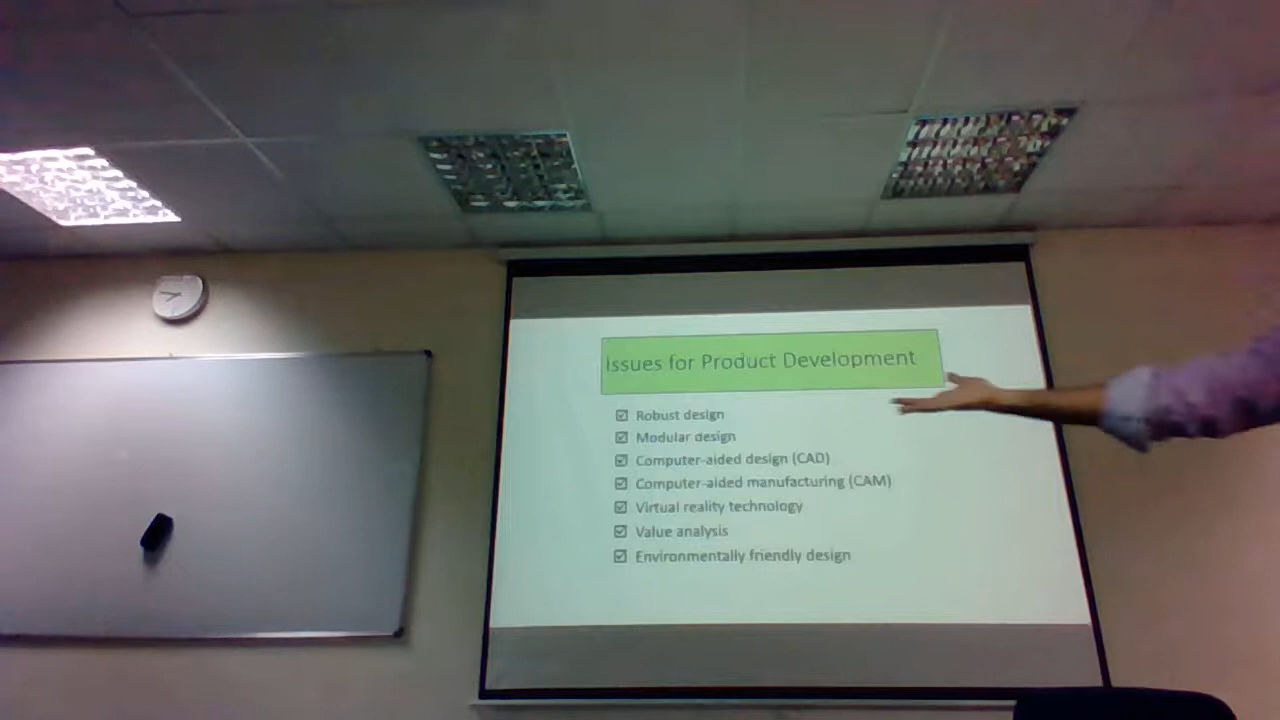 Issues for Product Development
Robust design
Modular design
Computer-aided design (CAD)
Computer-aided manufacturing (CAM)
Virtual reality technology
Value analysis
Environmentally friendly design